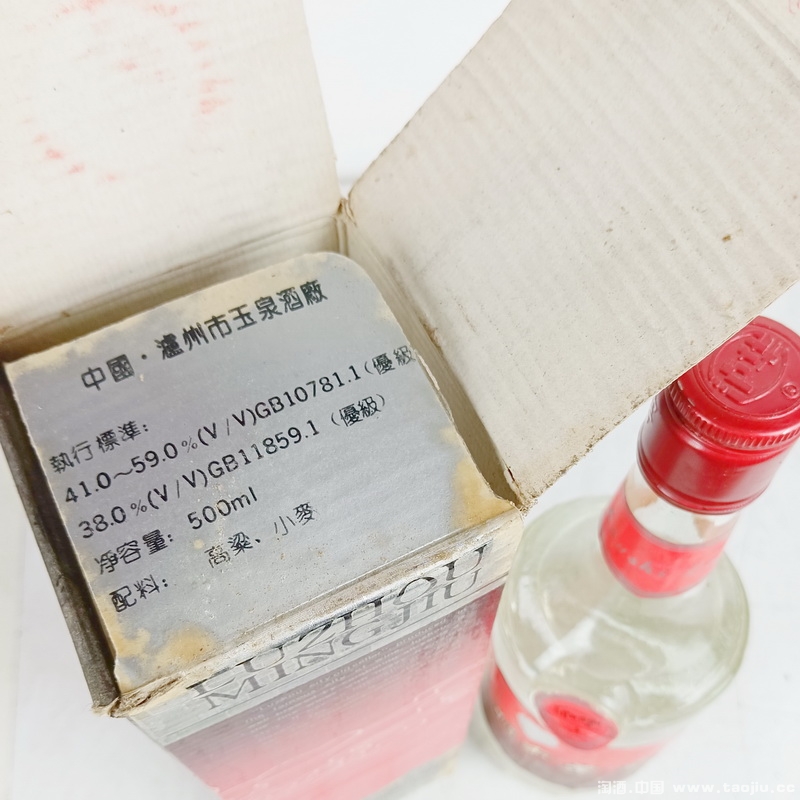 中國·瀘州市玉泉酒廠
執行標準:
41.0～59.0%(V/V)GB10781.1(優級
38.0%(V/V)GB11859.1 (優級)
淨容量: 500ml
配料: 高粱、小麥
LUZHOU
MINGJIU
®
淘酒.中国 www.taojiu.cc